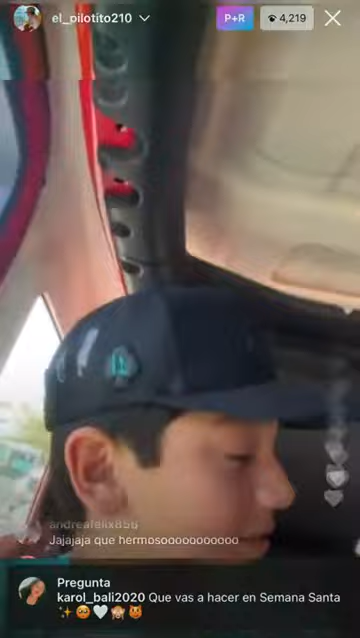 el_pilotito210
P+R
4,219
andreafelix856
Jajajaja que hermosooooooooooo
Pregunta
karol_bali2020 Que vas a hacer en Semana Santa
✨🥹🤍🙈😈